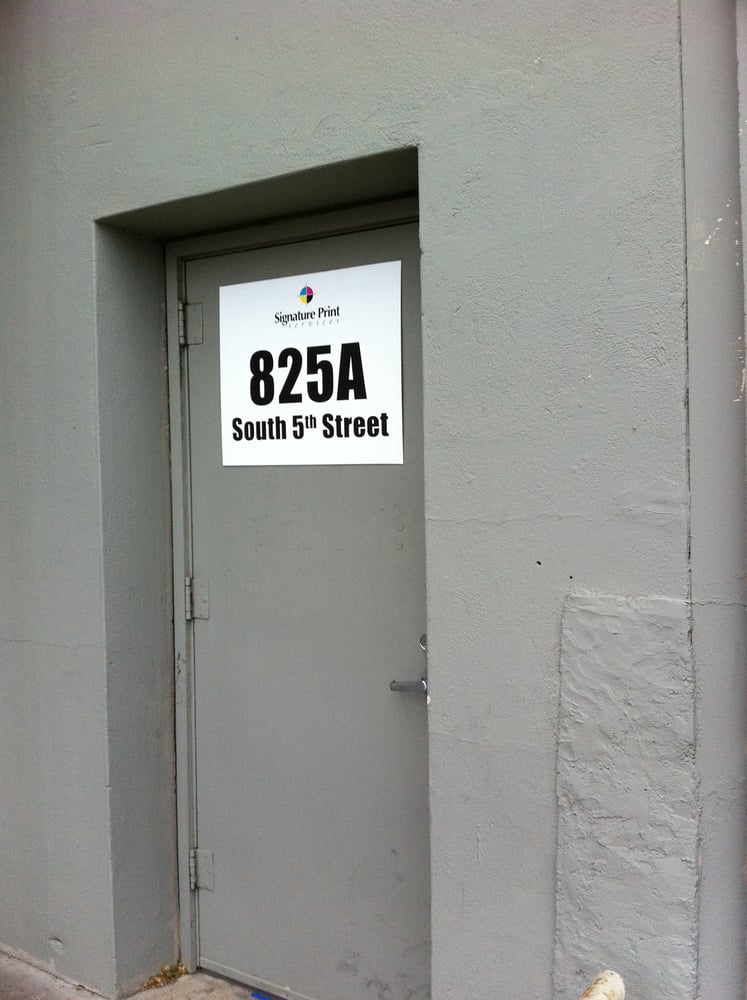 Signature Print
services
825A
South 5th Street